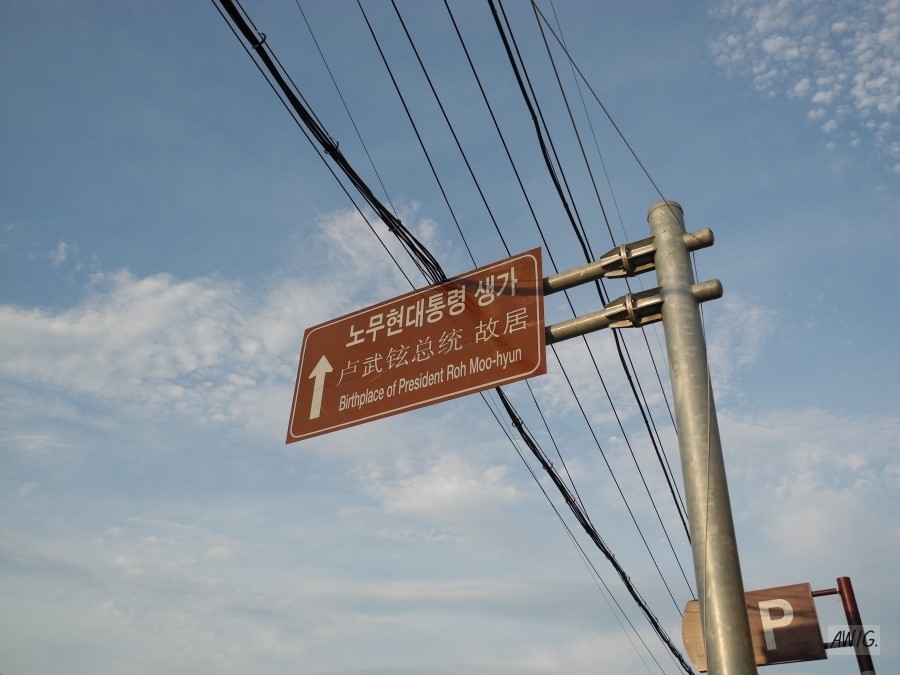 노무현대통령 생가
卢武铉总统 故居
Birthplace of President Roh Moo-hyun
P
AWIG.